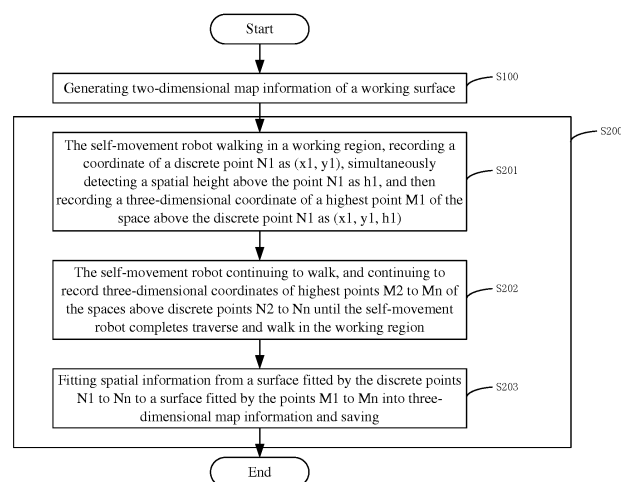 Start
Generating two-dimensional map information of a working surface
S100
S200
The self-movement robot walking in a working region, recording a
coordinate of a discrete point N1 as (x1, y1), simultaneously
detecting a spatial height above the point N1 as h1, and then
recording a three-dimensional coordinate of a highest point M1 of the
space above the discrete point N1 as (x1, y1, h1)
S201
The self-movement robot continuing to walk, and continuing to
record three-dimensional coordinates of highest points M2 to Mn of
the spaces above discrete points N2 to Nn until the self-movement
robot completes traverse and walk in the working region
S202
Fitting spatial information from a surface fitted by the discrete points
N1 to Nn to a surface fitted by the points M1 to Mn into three-
dimensional map information and saving
S203
End